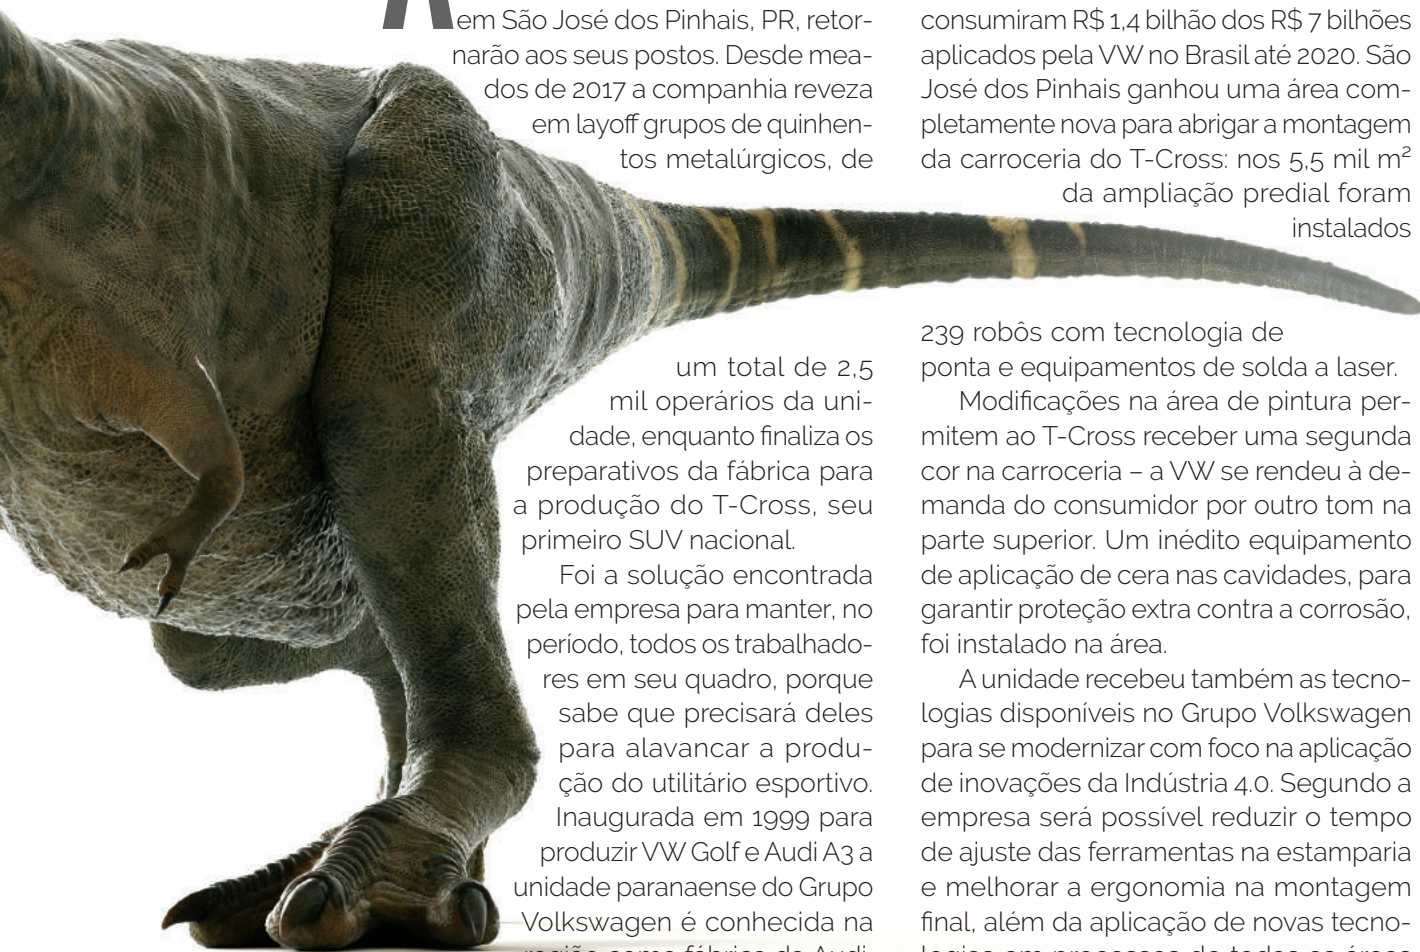 A
em São José dos Pinhais, PR, retor-
narão aos seus postos. Desde mea-
dos de 2017 a companhia reveza
em layoff grupos de quinhen-
tos metalúrgicos, de
um total de 2,5
mil operários da uni-
dade, enquanto finaliza os
preparativos da fábrica para
a produção do T-Cross, seu
primeiro SUV nacional.
Foi a solução encontrada
pela empresa para manter, no
período, todos os trabalhado-
res em seu quadro, porque
sabe que precisará deles
para alavancar a produ-
ção do utilitário esportivo.
Inaugurada em 1999 para
produzir VW Golf e Audi A3 a
unidade paranaense do Grupo
Volkswagen é conhecida na
região como fábrica da Audi.
consumiram R$ 1,4 bilhão dos R$ 7 bilhões
aplicados pela VW no Brasil até 2020. São
José dos Pinhais ganhou uma área com-
pletamente nova para abrigar a montagem
da carroceria do T-Cross: nos 5,5 mil m²
da ampliação predial foram
instalados
239 robôs com tecnologia de
ponta e equipamentos de solda a laser.
Modificações na área de pintura per-
mitem ao T-Cross receber uma segunda
cor na carroceria – a VW se rendeu à de-
manda do consumidor por outro tom na
parte superior. Um inédito equipamento
de aplicação de cera nas cavidades, para
garantir proteção extra contra a corrosão,
foi instalado na área.
A unidade recebeu também as tecno-
logias disponíveis no Grupo Volkswagen
para se modernizar com foco na aplicação
de inovações da Indústria 4.0. Segundo a
empresa será possível reduzir o tempo
de ajuste das ferramentas na estamparia
e melhorar a ergonomia na montagem
final, além da aplicação de novas tecno-
logias em processos de todas as áreas